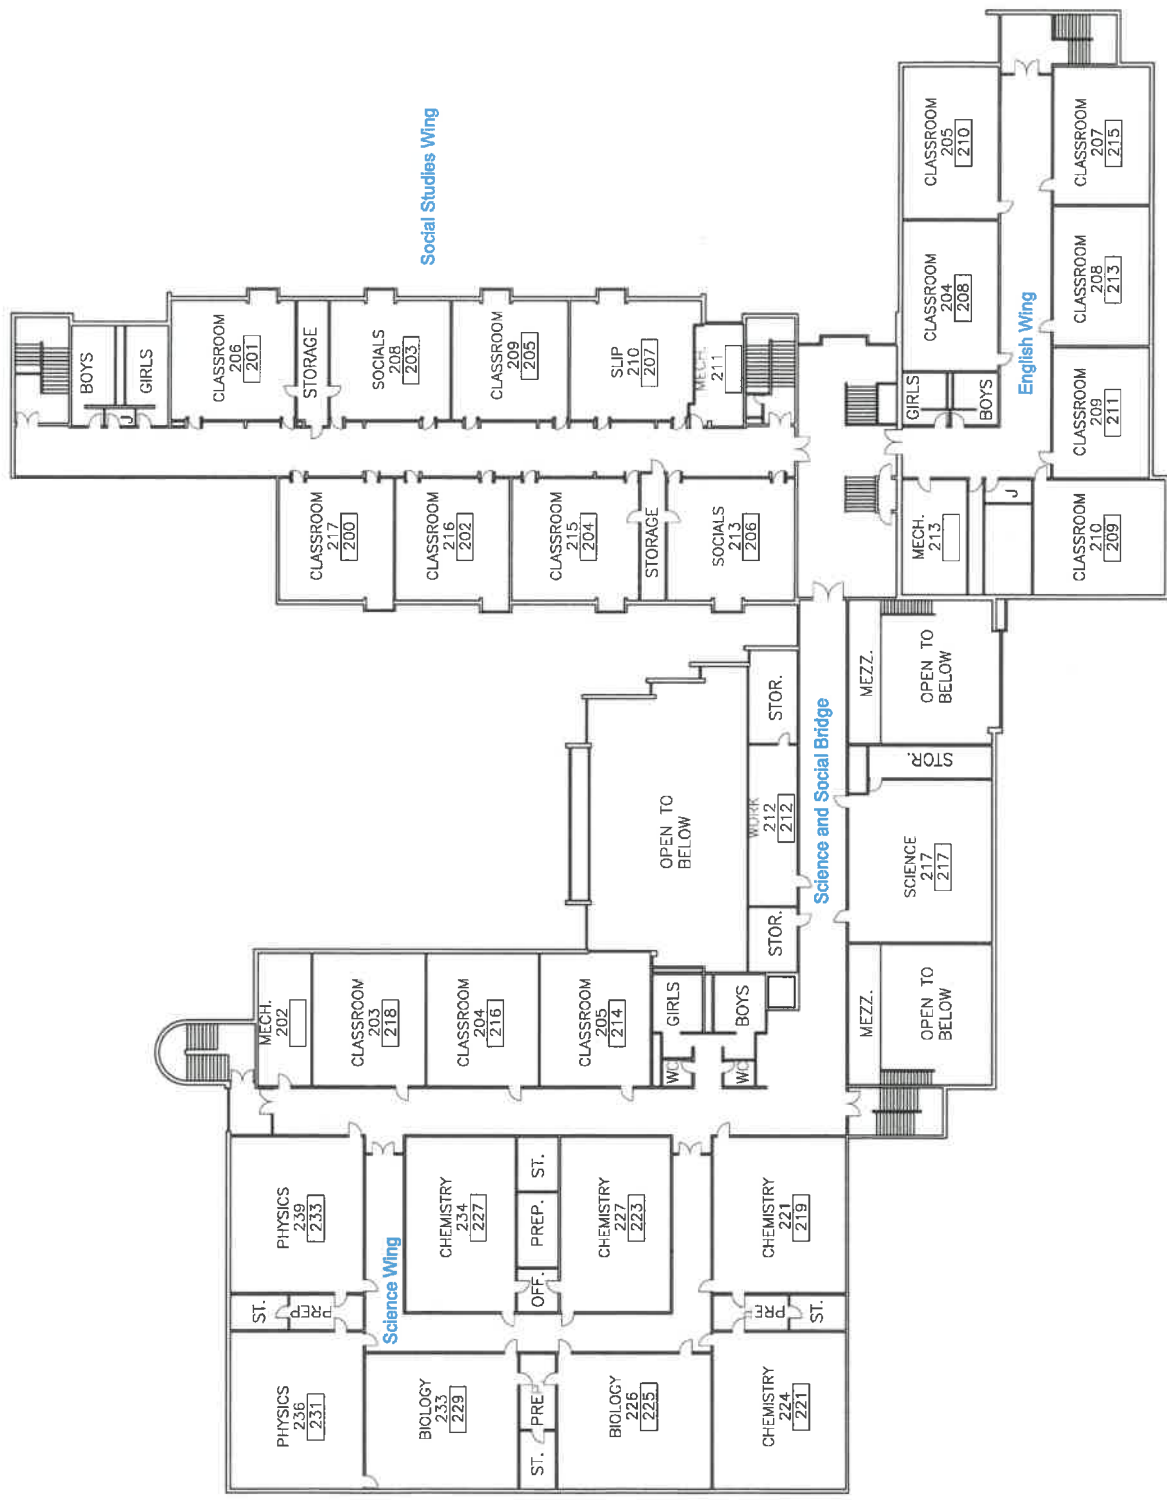 Social Studies Wing
BOYS
GIRLS
J
CLASSROOM
206
201
STORAGE
SOCIALS
208
203
CLASSROOM
209
205
SLIP
210
207
MECH.
211
CLASSROOM
217
200
CLASSROOM
216
202
CLASSROOM
215
204
STORAGE
SOCIALS
213
206
English Wing
CLASSROOM
205
210
CLASSROOM
207
215
CLASSROOM
204
208
CLASSROOM
208
213
GIRLS
BOYS
CLASSROOM
209
211
MECH.
213
J
CLASSROOM
210
209
Science and Social Bridge
STOR.
OPEN TO
BELOW
WORK
212
212
STOR.
MEZZ.
OPEN TO
BELOW
STOR.
SCIENCE
217
217
MEZZ.
OPEN TO
BELOW
MECH.
202
CLASSROOM
203
218
CLASSROOM
204
216
CLASSROOM
205
214
GIRLS
BOYS
WC
WC
Science Wing
PHYSICS
239
233
CHEMISTRY
234
227
ST.
PREP.
OFF.
CHEMISTRY
227
223
CHEMISTRY
221
219
ST.
PREP
PRE
ST.
PHYSICS
236
231
BIOLOGY
233
229
PRE
ST.
BIOLOGY
226
225
CHEMISTRY
224
221